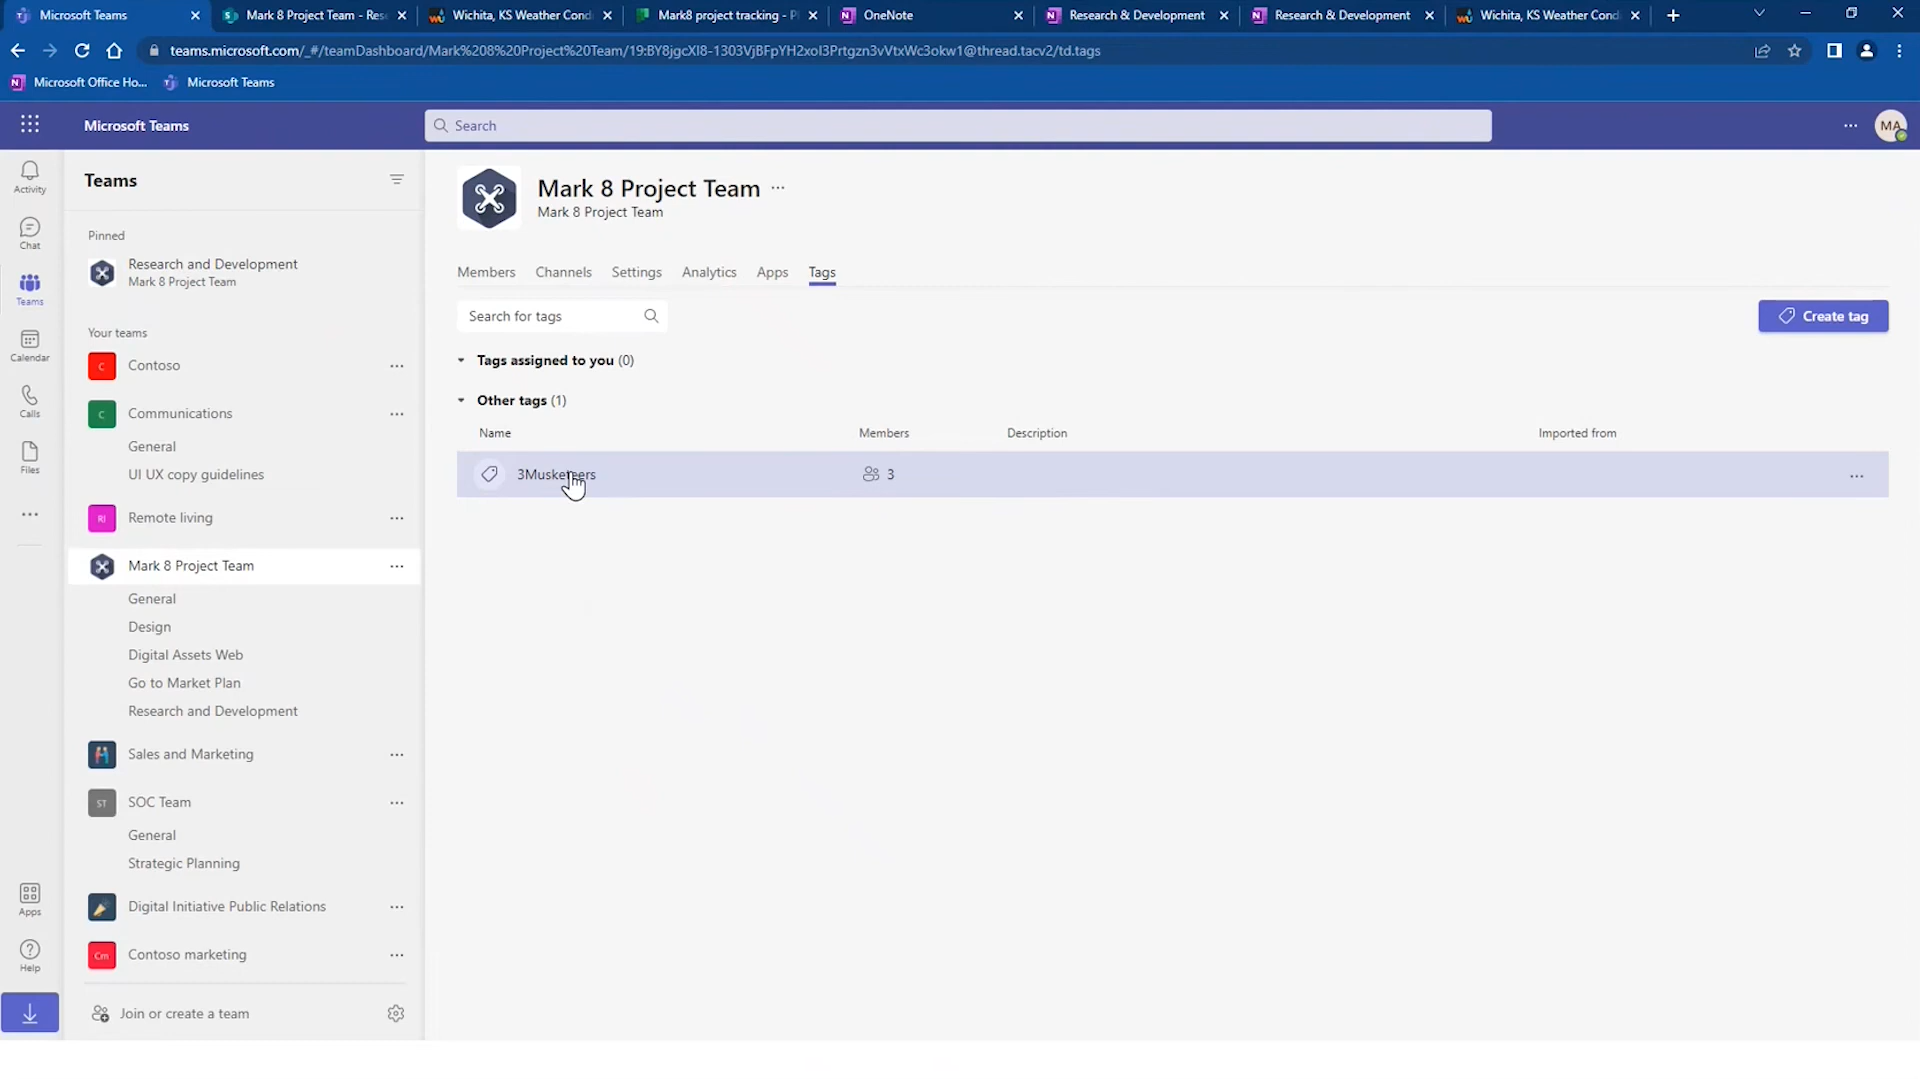 Microsoft Teams
Mark 8 Project Team - Res
Wichita, KS Weather Cond
Mark8 project tracking - P
OneNote
Research & Development
Research & Development
Wichita, KS Weather Cond
teams.microsoft.com/_#/teamDashboard/Mark%208%20Project%20Team/19:BY8jgcXI8-1303VjBFpYH2xoI3Prtgzn3vVtxWc3okw1@thread.tacv2/td.tags
Microsoft Office Ho...
Microsoft Teams
Microsoft Teams
Search
MA
Activity
Chat
Teams
Calendar
Calls
Files
Apps
Help
Teams
Pinned
Research and Development
Mark 8 Project Team
Your teams
C
Contoso
C
Communications
General
UI UX copy guidelines
Rl
Remote living
Mark 8 Project Team
General
Design
Digital Assets Web
Go to Market Plan
Research and Development
Sales and Marketing
ST
SOC Team
General
Strategic Planning
Digital Initiative Public Relations
Cm
Contoso marketing
Join or create a team
Mark 8 Project Team
Mark 8 Project Team
Members
Channels
Settings
Analytics
Apps
Tags
Search for tags
Create tag
Tags assigned to you (0)
Other tags (1)
Name
Members
Description
Imported from
3Musketeers
3